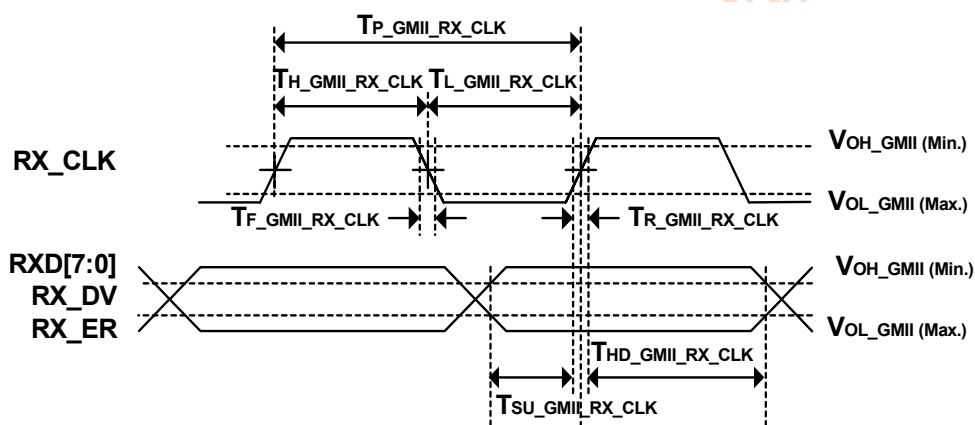 TP_GMII_RX_CLK
TH_GMII_RX_CLK TL_GMII_RX_CLK
RX_CLK
VOH_GMII (Min.)
VOL_GMII (Max.)
TF_GMII_RX_CLK
TR_GMII_RX_CLK
RXD[7:0]
RX_DV
RX_ER
VOH_GMII (Min.)
VOL_GMII (Max.)
THD_GMII_RX_CLK
TSU_GMII_RX_CLK